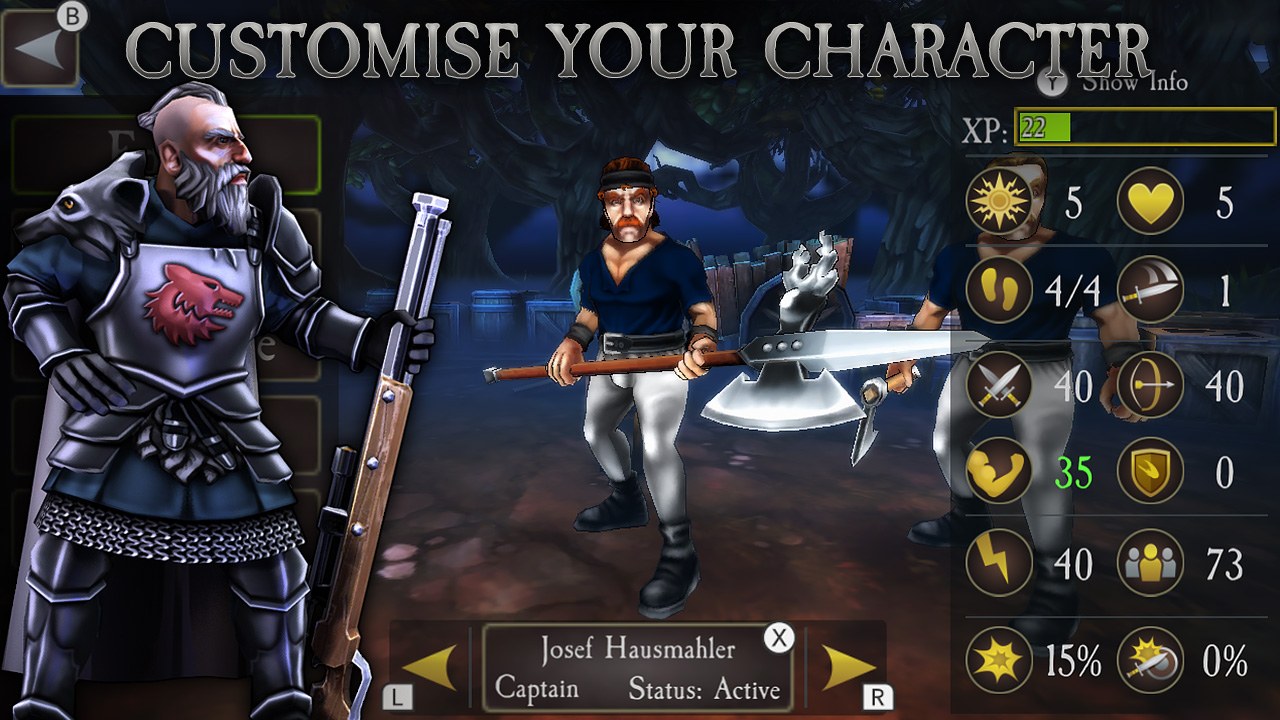 B
CUSTOMISE YOUR CHARACTER
Y Show Info
XP: 22
5 5
4/4 1
40 40
35 0
40 73
15% 0%
Josef Hausmahler X
Captain Status: Active
L R